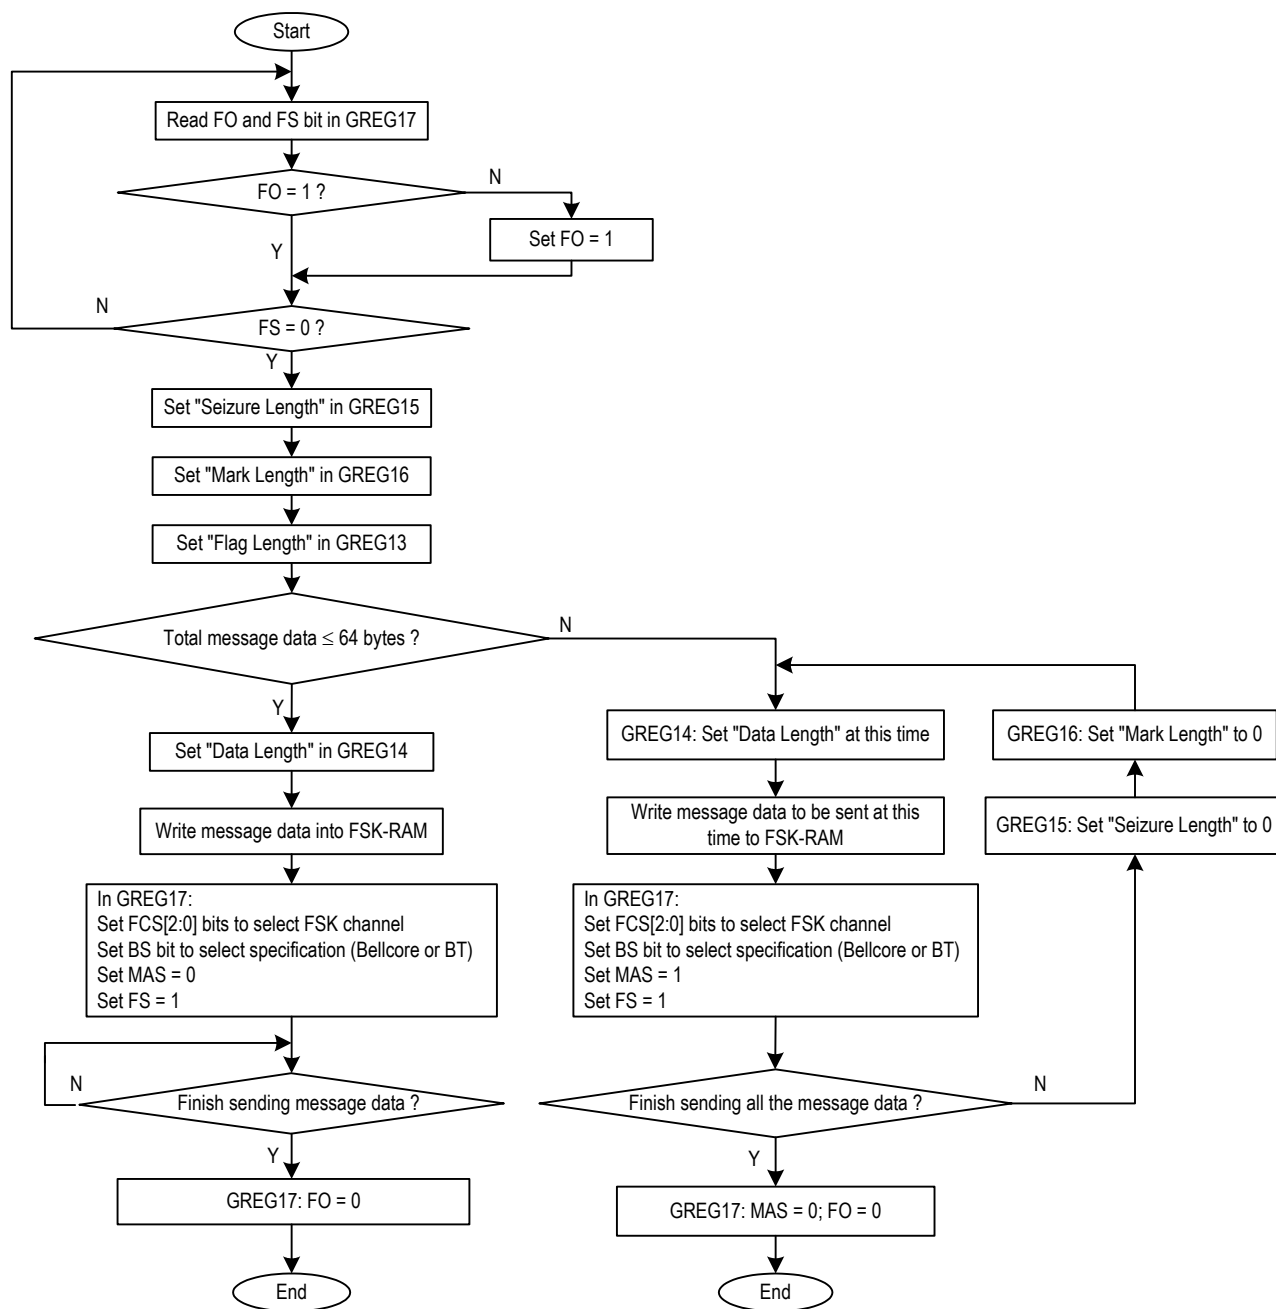 Start
Read FO and FS bit in GREG17
FO = 1 ?
N
Set FO = 1
Y
N
FS = 0 ?
Y
Set "Seizure Length" in GREG15
Set "Mark Length" in GREG16
Set "Flag Length" in GREG13
Total message data ≤ 64 bytes ?
N
Y
Set "Data Length" in GREG14
Write message data into FSK-RAM
In GREG17:
Set FCS[2:0] bits to select FSK channel
Set BS bit to select specification (Bellcore or BT)
Set MAS = 0
Set FS = 1
N
Finish sending message data ?
Y
GREG17: FO = 0
End
GREG14: Set "Data Length" at this time
Write message data to be sent at this
time to FSK-RAM
In GREG17:
Set FCS[2:0] bits to select FSK channel
Set BS bit to select specification (Bellcore or BT)
Set MAS = 1
Set FS = 1
Finish sending all the message data ?
N
Y
GREG17: MAS = 0; FO = 0
End
GREG16: Set "Mark Length" to 0
GREG15: Set "Seizure Length" to 0